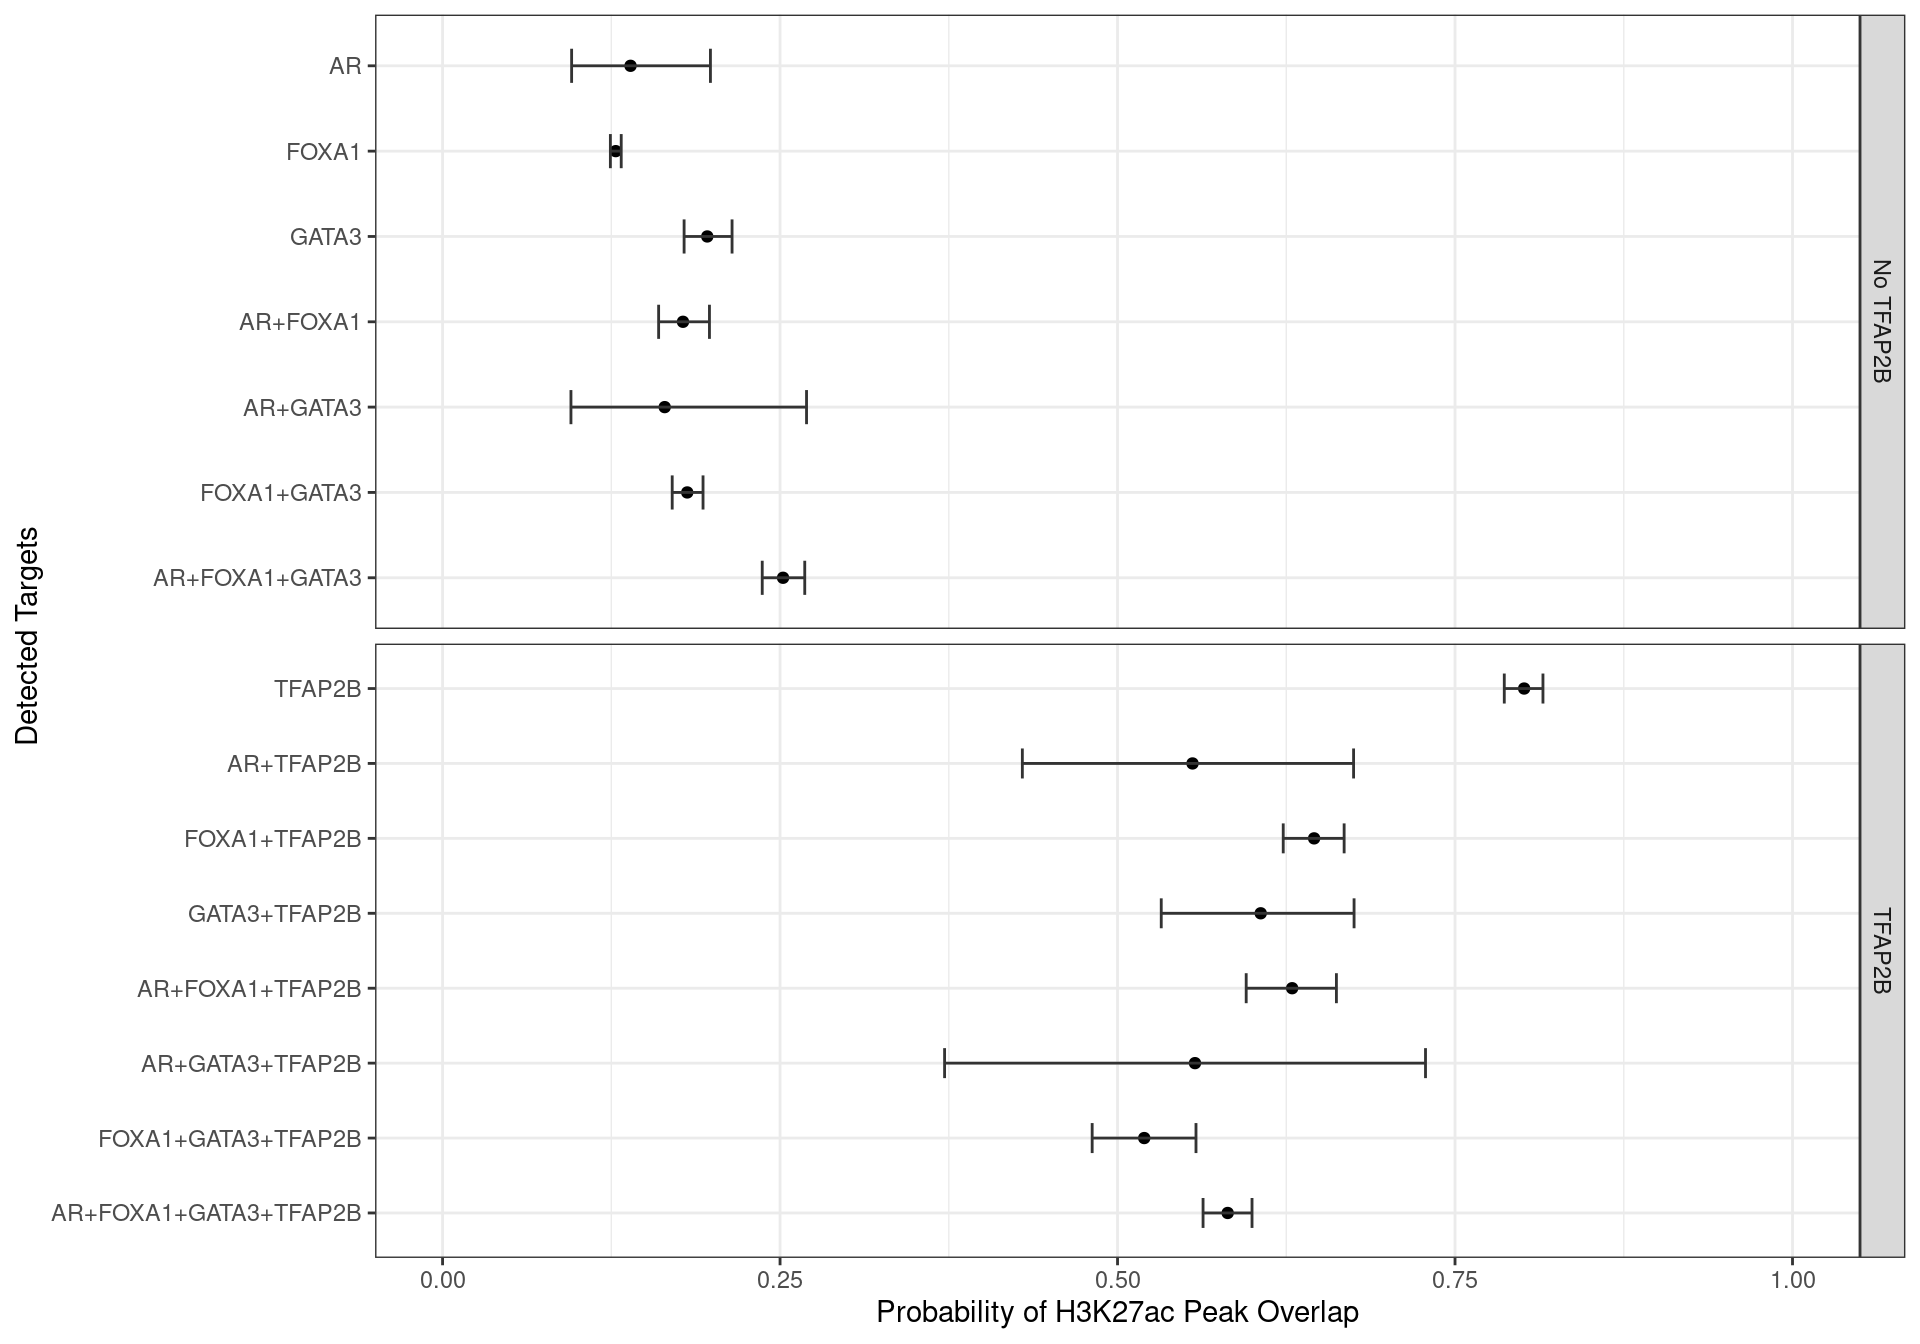 AR
FOXA1
GATA3
AR+FOXA1
AR+GATA3
FOXA1+GATA3
AR+FOXA1+GATA3
No TFAP2B
Detected Targets
TFAP2B
AR+TFAP2B
FOXA1+TFAP2B
GATA3+TFAP2B
AR+FOXA1+TFAP2B
AR+GATA3+TFAP2B
FOXA1+GATA3+TFAP2B
AR+FOXA1+GATA3+TFAP2B
TFAP2B
0.00 0.25 0.50 0.75 1.00
Probability of H3K27ac Peak Overlap